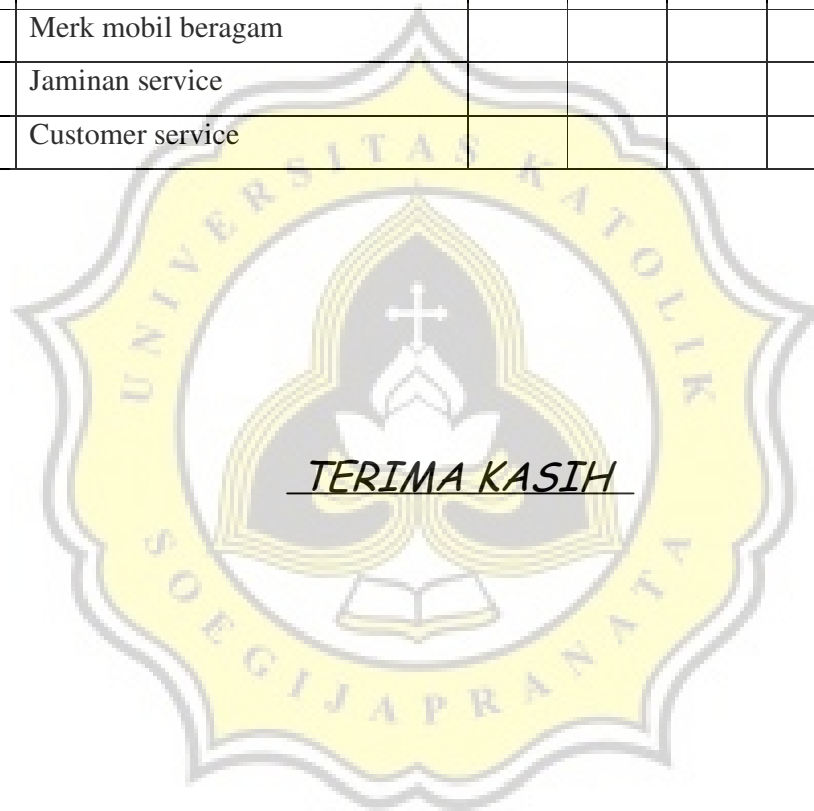 Merk mobil beragam
Jaminan service
Customer service
UNIVERSITAS KATOLIK
TERIMA KASIH
SOEGIJAPRANATA